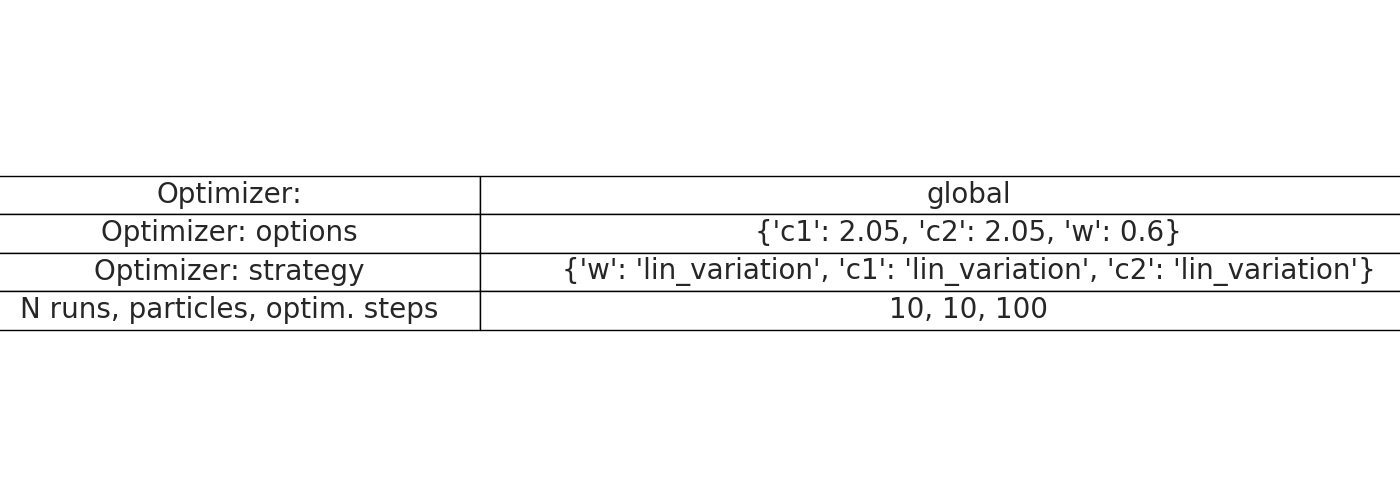 Optimizer: global
Optimizer: options {'c1': 2.05, 'c2': 2.05, 'w': 0.6}
Optimizer: strategy {'w': 'lin_variation', 'c1': 'lin_variation', 'c2': 'lin_variation'}
N runs, particles, optim. steps 10, 10, 100